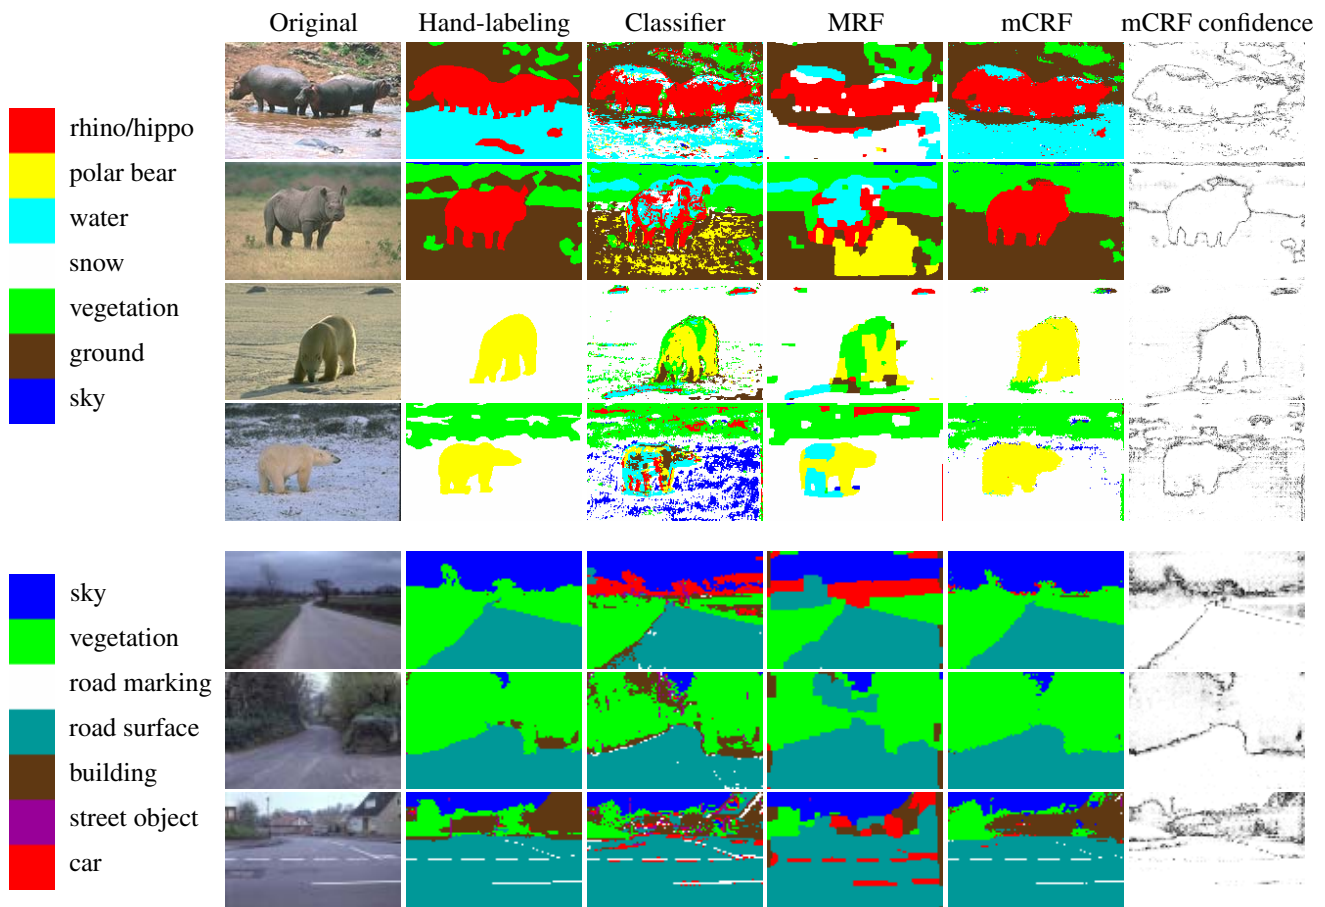 Original Hand-labeling Classifier MRF mCRF mCRF confidence
rhino/hippo
polar bear
water
snow
vegetation
ground
sky
sky
vegetation
road marking
road surface
building
street object
car